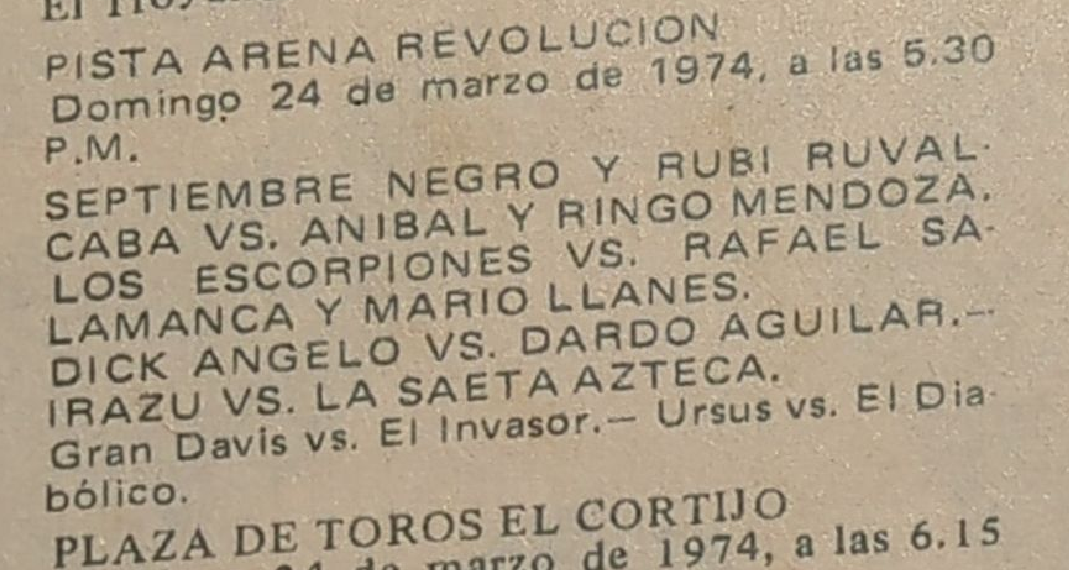 El
PISTA ARENA REVOLUCION
Domingo 24 de marzo de 1974, a las 5.30
P.M.
SEPTIEMBRE NEGRO Y RUBI RUVAL-
CABA VS. ANIBAL Y RINGO MENDOZA.
LOS ESCORPIONES VS. RAFAEL SA-
LAMANCA Y MARIO LLANES.
DICK ANGELO VS. DARDO AGUILAR.—
IRAZU VS. LA SAETA AZTECA.
Gran Davis vs. El Invasor.— Ursus vs. El Dia-
bólico.
PLAZA DE TOROS EL CORTIJO
24 de marzo de 1974, a las 6.15